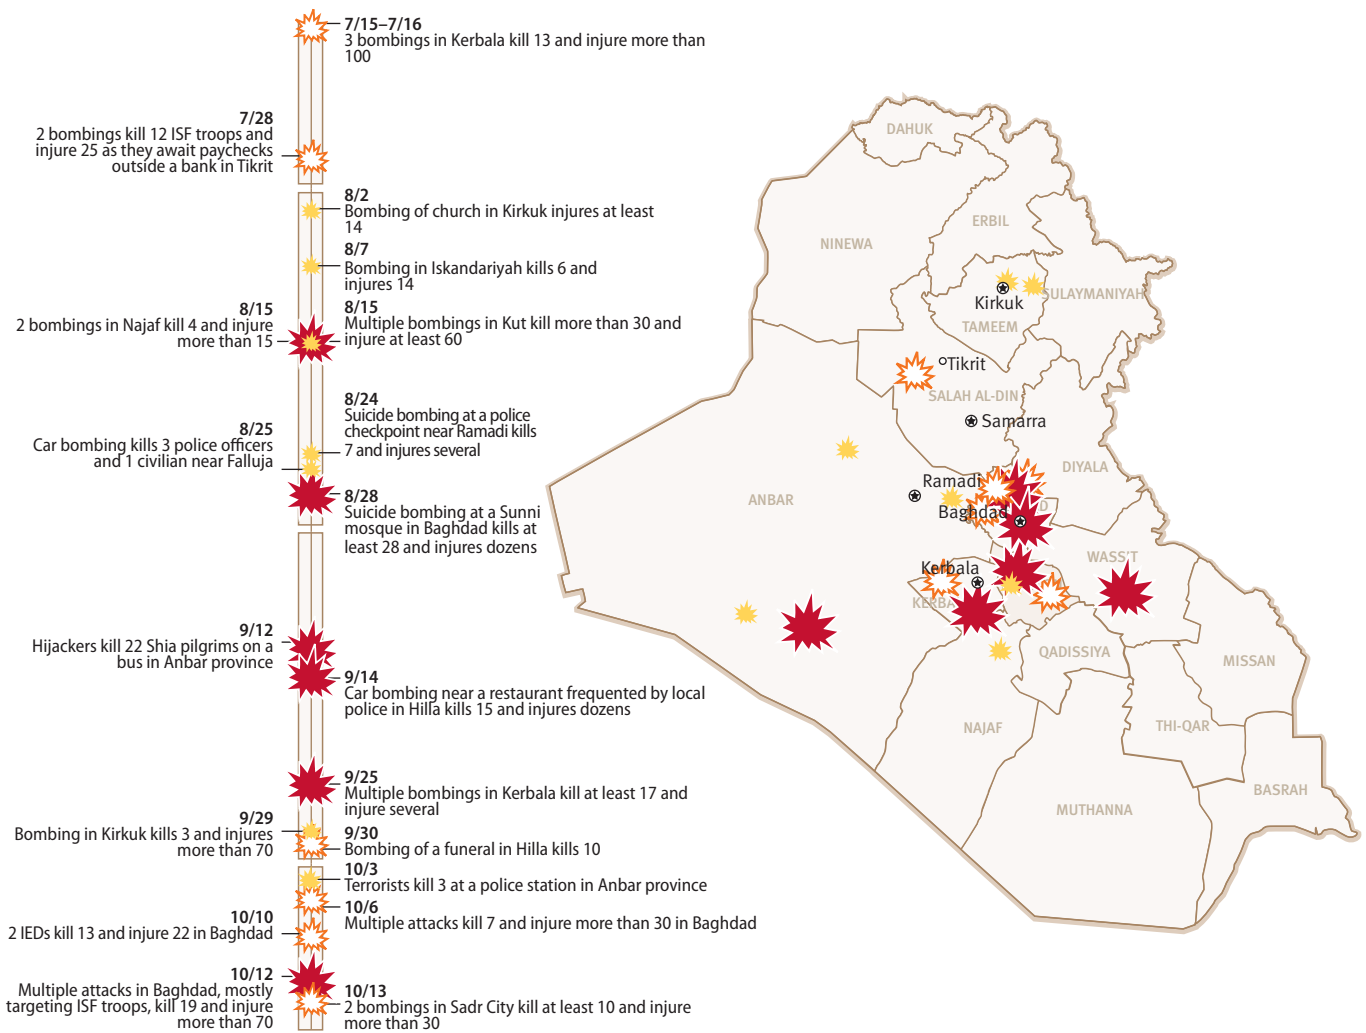 7/15–7/16
3 bombings in Kerbala kill 13 and injure more than
100
7/28
2 bombings kill 12 ISF troops and
injure 25 as they await paychecks
outside a bank in Tikrit
8/2
Bombing of church in Kirkuk injures at least
14
8/7
Bombing in Iskandariyah kills 6 and
injures 14
8/15
2 bombings in Najaf kill 4 and injure
more than 15
8/15
Multiple bombings in Kut kill more than 30 and
injure at least 60
8/24
Suicide bombing at a police
checkpoint near Ramadi kills
7 and injures several
8/25
Car bombing kills 3 police officers
and 1 civilian near Falluja
8/28
Suicide bombing at a Sunni
mosque in Baghdad kills at
least 28 and injures dozens
9/12
Hijackers kill 22 Shia pilgrims on a
bus in Anbar province
9/14
Car bombing near a restaurant frequented by local
police in Hilla kills 15 and injures dozens
9/25
Multiple bombings in Kerbala kill at least 17 and
injure several
9/29
Bombing in Kirkuk kills 3 and injures
more than 70
9/30
Bombing of a funeral in Hilla kills 10
10/3
Terrorists kill 3 at a police station in Anbar province
10/6
Multiple attacks kill 7 and injure more than 30 in Baghdad
10/10
2 IEDs kill 13 and injure 22 in Baghdad
10/12
Multiple attacks in Baghdad, mostly
targeting ISF troops, kill 19 and injure
more than 70
10/13
2 bombings in Sadr City kill at least 10 and injure
more than 30
DAHUK
ERBIL
NINEWA
SULAYMANIYAH
Kirkuk
TAMEEM
Tikrit
SALAH AL-DIN
Samarra
DIYALA
Ramadi
ANBAR
Baghdad
WASS'T
Kerbala
QADISSIYA
MISSAN
NAJAF
THI-QAR
BASRAH
MUTHANNA